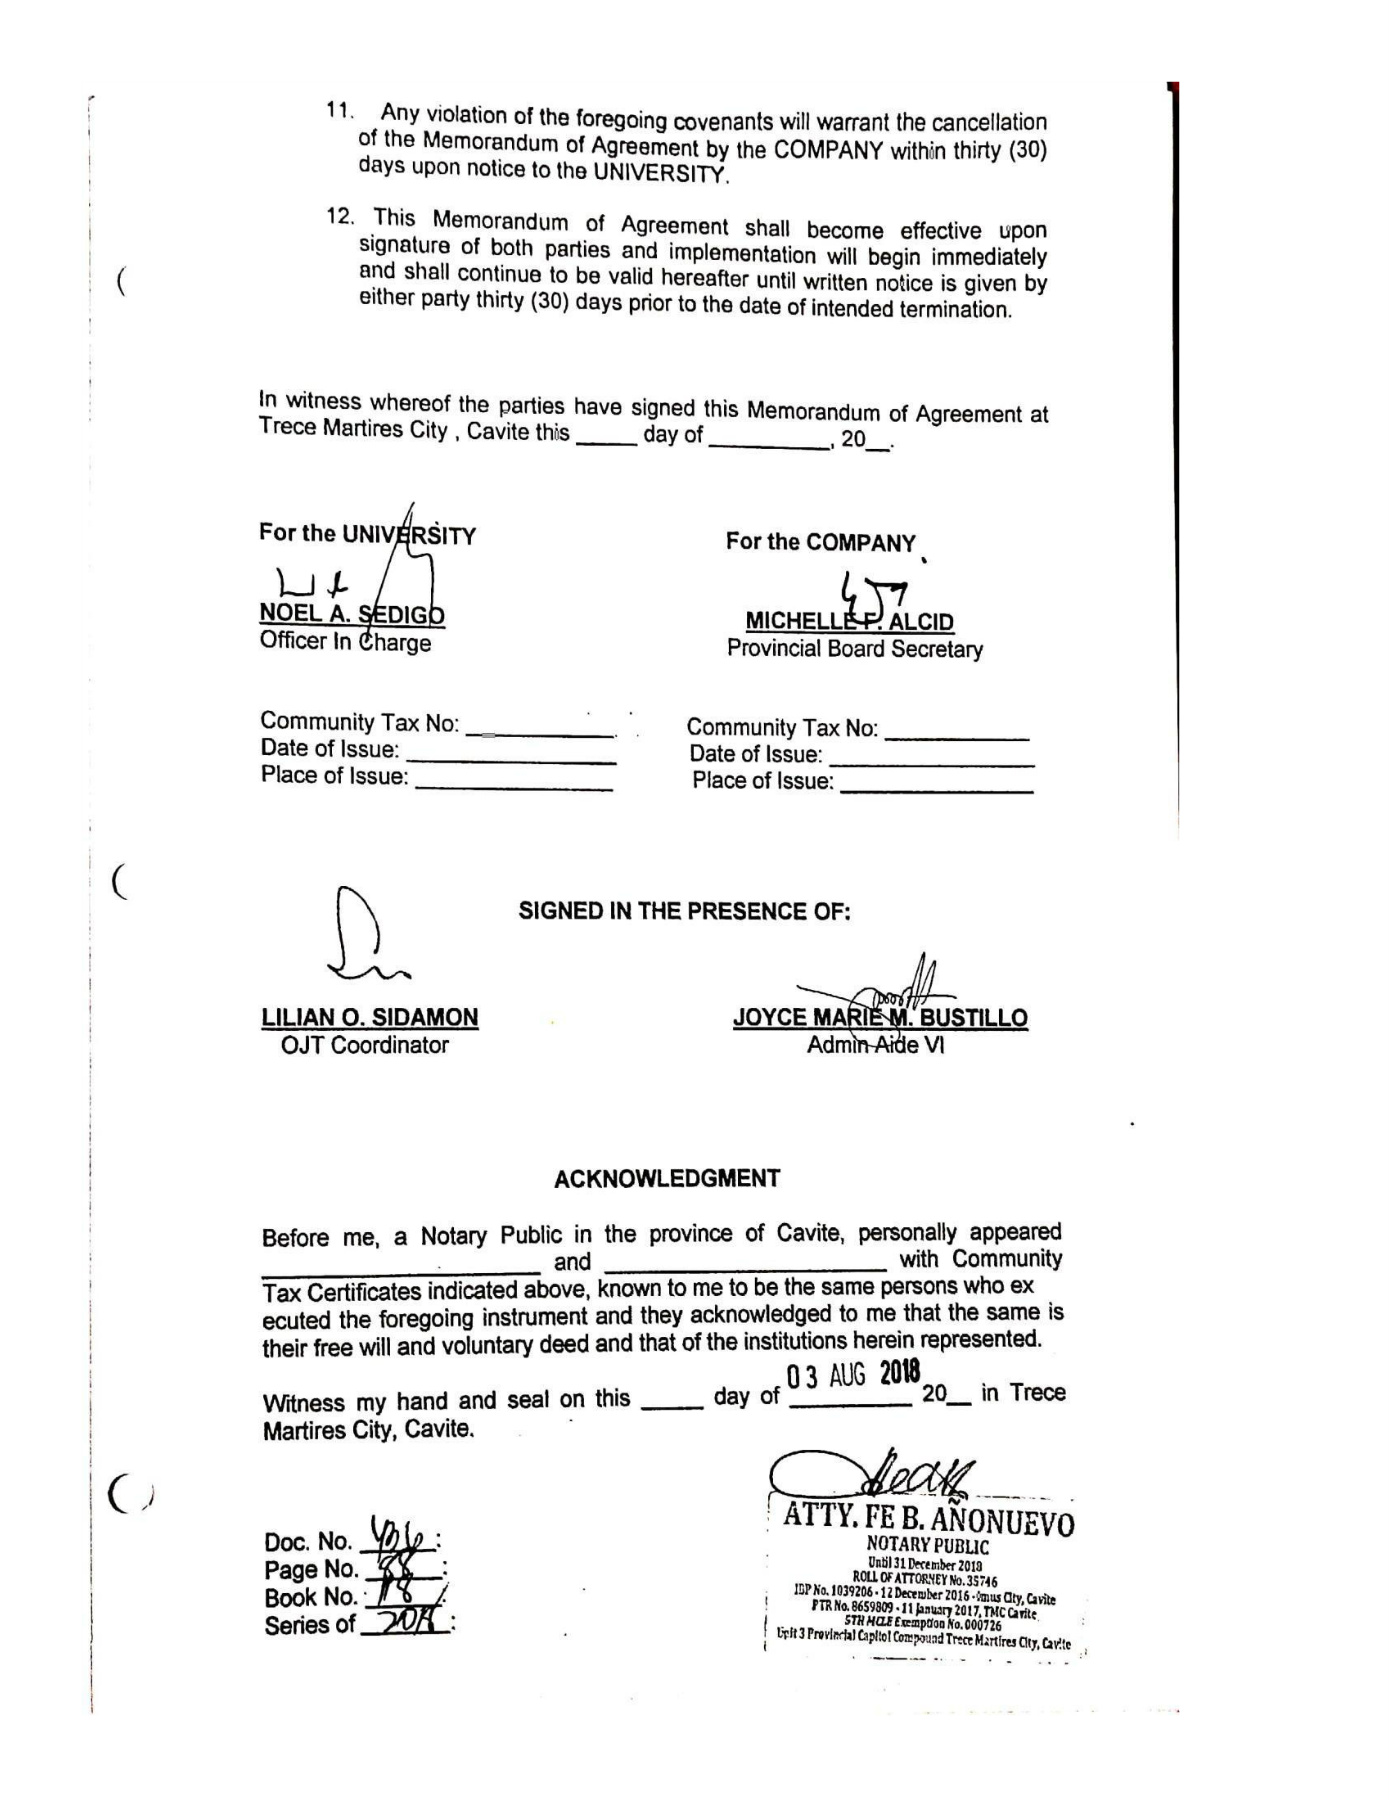 11. Any violation of the foregoing covenants will warrant the cancellation
of the Memorandum of Agreement by the COMPANY within thirty (30)
days upon notice to the UNIVERSITY.
12. This Memorandum of Agreement shall become effective upon
signature of both parties and implementation will begin immediately
and shall continue to be valid hereafter until written notice is given by
either party thirty (30) days prior to the date of intended termination.
In witness whereof the parties have signed this Memorandum of Agreement at
Trece Martires City , Cavite this _____ day of __________, 20__.
For the UNIVERSITY
NOEL A. SEDIGO
Officer In Charge
For the COMPANY
MICHELLE F. ALCID
Provincial Board Secretary
Community Tax No: ____________
Date of Issue: ____________
Place of Issue: ____________
Community Tax No: ____________
Date of Issue: ____________
Place of Issue: ____________
SIGNED IN THE PRESENCE OF:
LILIAN O. SIDAMON
OJT Coordinator
JOYCE MARIE M. BUSTILLO
Admin Aide VI
ACKNOWLEDGMENT
Before me, a Notary Public in the province of Cavite, personally appeared
____________ and ____________ with Community
Tax Certificates indicated above, known to me to be the same persons who ex
ecuted the foregoing instrument and they acknowledged to me that the same is
their free will and voluntary deed and that of the institutions herein represented.
03 AUG 2018
Witness my hand and seal on this _____ day of __________ 20__ in Trece
Martires City, Cavite.
Doc. No. :
Page No. 88 :
Book No. 18 :
Series of :
ATTY. FE B. AÑONUEVO
NOTARY PUBLIC
Until 31 December 2018
ROLL OF ATTORNEY No. 35746
IBP No. 1039206 - 12 December 2016 - Imus City, Cavite
PTR No. 8659809 - 11 January 2017, TMC Cavite
5TH MCLE Exemption No. 000726
Unit 3 Provincial Capitol Compound Trece Martires City, Cavite